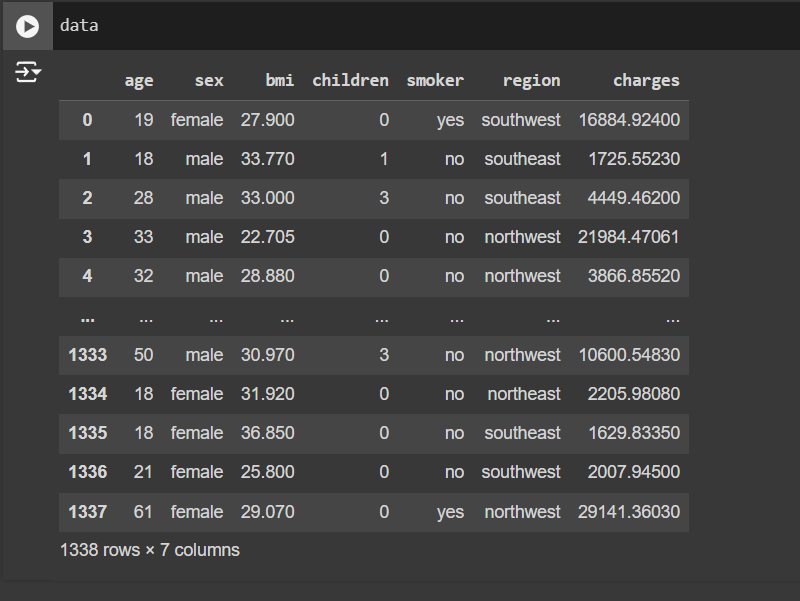 data
age sex bmi children smoker region charges
0 19 female 27.900 0 yes southwest 16884.92400
1 18 male 33.770 1 no southeast 1725.55230
2 28 male 33.000 3 no southeast 4449.46200
3 33 male 22.705 0 no northwest 21984.47061
4 32 male 28.880 0 no northwest 3866.85520
... ... ... ... ... ... ... ...
1333 50 male 30.970 3 no northwest 10600.54830
1334 18 female 31.920 0 no northeast 2205.98080
1335 18 female 36.850 0 no southeast 1629.83350
1336 21 female 25.800 0 no southwest 2007.94500
1337 61 female 29.070 0 yes northwest 29141.36030
1338 rows × 7 columns